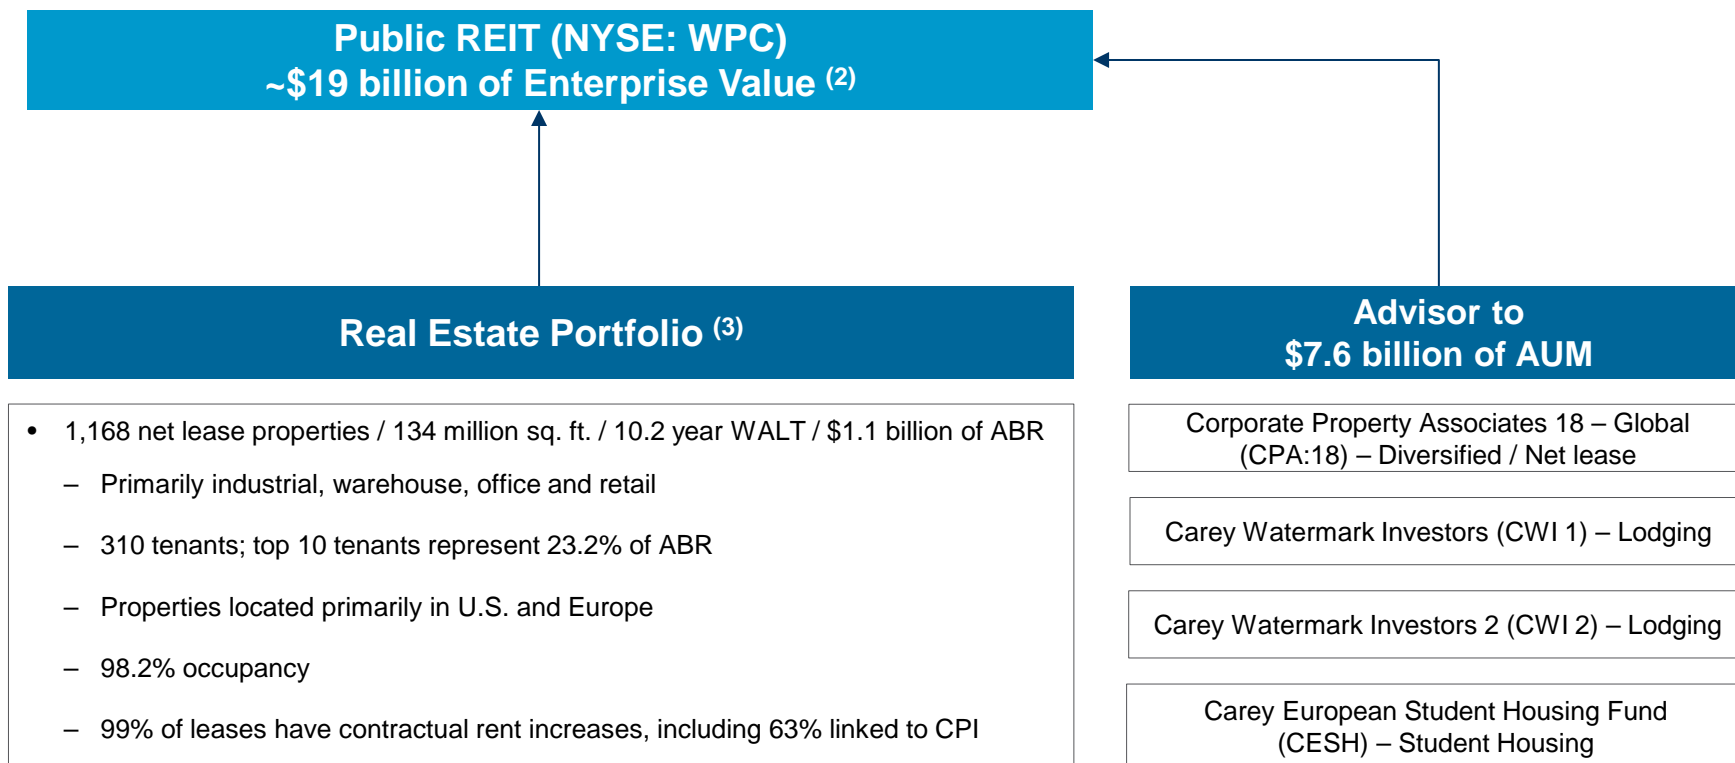 Public REIT (NYSE: WPC)
~$19 billion of Enterprise Value (2)
Real Estate Portfolio (3)
• 1,168 net lease properties / 134 million sq. ft. / 10.2 year WALT / $1.1 billion of ABR
– Primarily industrial, warehouse, office and retail
– 310 tenants; top 10 tenants represent 23.2% of ABR
– Properties located primarily in U.S. and Europe
– 98.2% occupancy
– 99% of leases have contractual rent increases, including 63% linked to CPI
Advisor to
$7.6 billion of AUM
Corporate Property Associates 18 – Global
(CPA:18) – Diversified / Net lease
Carey Watermark Investors (CWI 1) – Lodging
Carey Watermark Investors 2 (CWI 2) – Lodging
Carey European Student Housing Fund
(CESH) – Student Housing